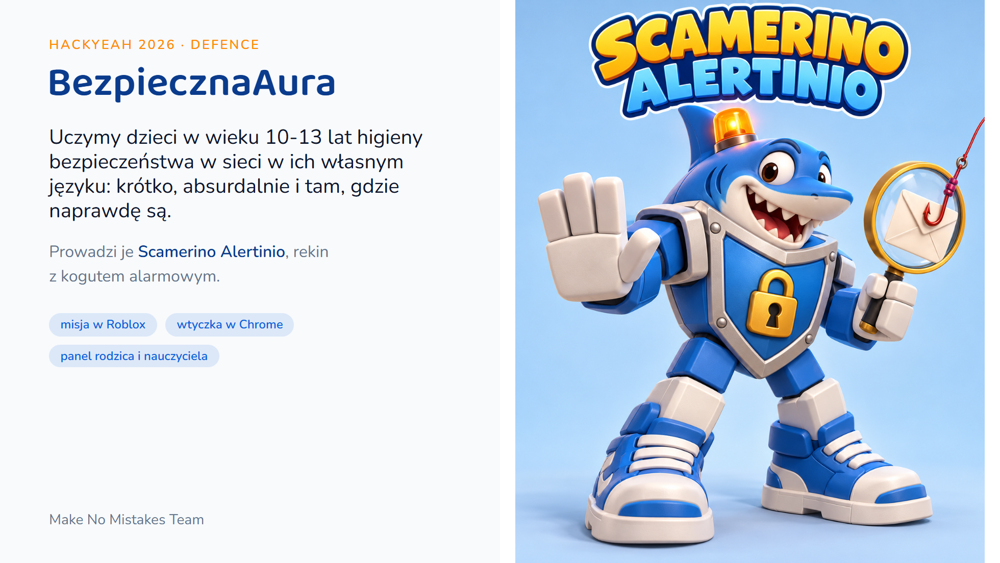 HACKYEAH 2026 · DEFENCE
BezpiecznaAura
Uczymy dzieci w wieku 10-13 lat higieny
bezpieczeństwa w sieci w ich własnym
języku: krótko, absurdalnie i tam, gdzie
naprawdę są.
Prowadzi je Scamerino Alertinio, rekin
z kogutem alarmowym.
misja w Roblox
wtyczka w Chrome
panel rodzica i nauczyciela
Make No Mistakes Team
SCAMERINO
ALERTINIO